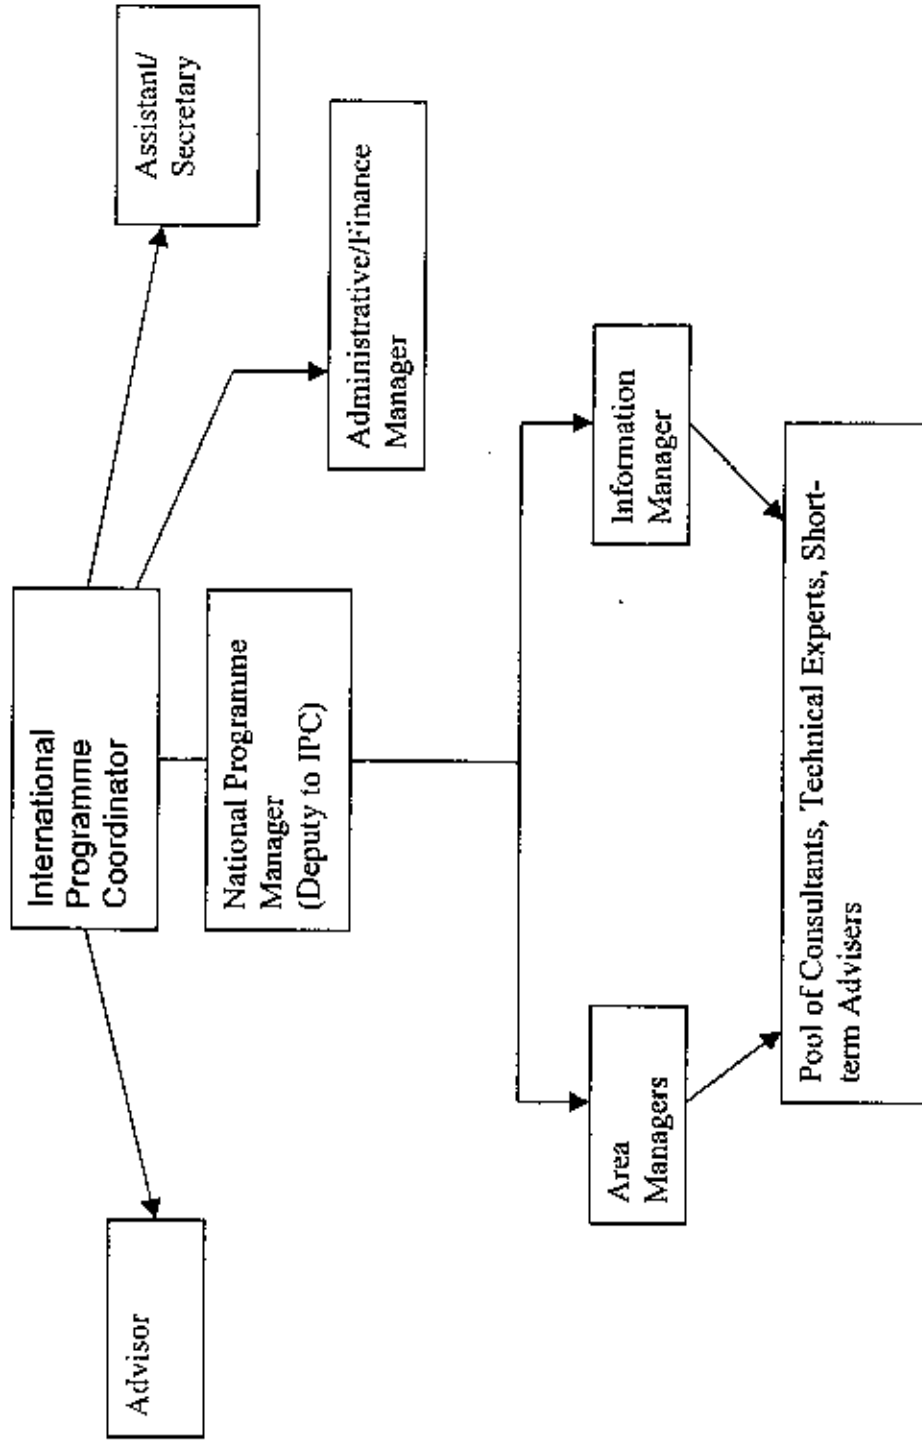 International
Programme
Coordinator
Advisor
Assistant/
Secretary
National Programme
Manager
(Deputy to IPC)
Administrative/Finance
Manager
Area
Managers
Information
Manager
Pool of Consultants, Technical Experts, Short-
term Advisers